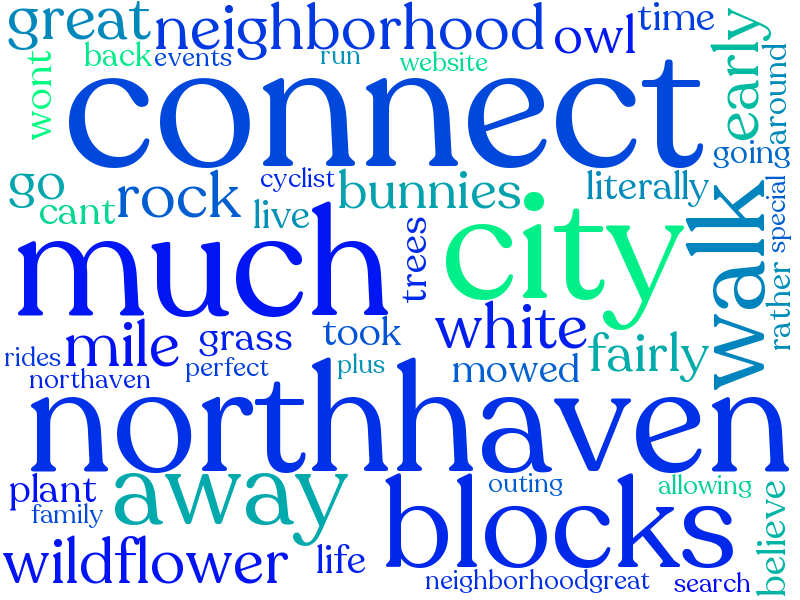 great neighborhood owl time
back events run website
wont
early
around
connect
going
go rock cyclist bunnies literally
cant live
special
walk
much trees city
rather
mile grass took white fairly
rides perfect plus mowed
northaven
northhaven
plant away blocks outing allowing
family
believe
wildflower life neighborhoodgreat search